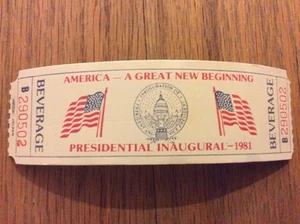 AMERICA — A GREAT NEW BEGINNING
BEVERAGE
B 290502
BEVERAGE
B 290502
PRESIDENTIAL INAUGURAL—1981